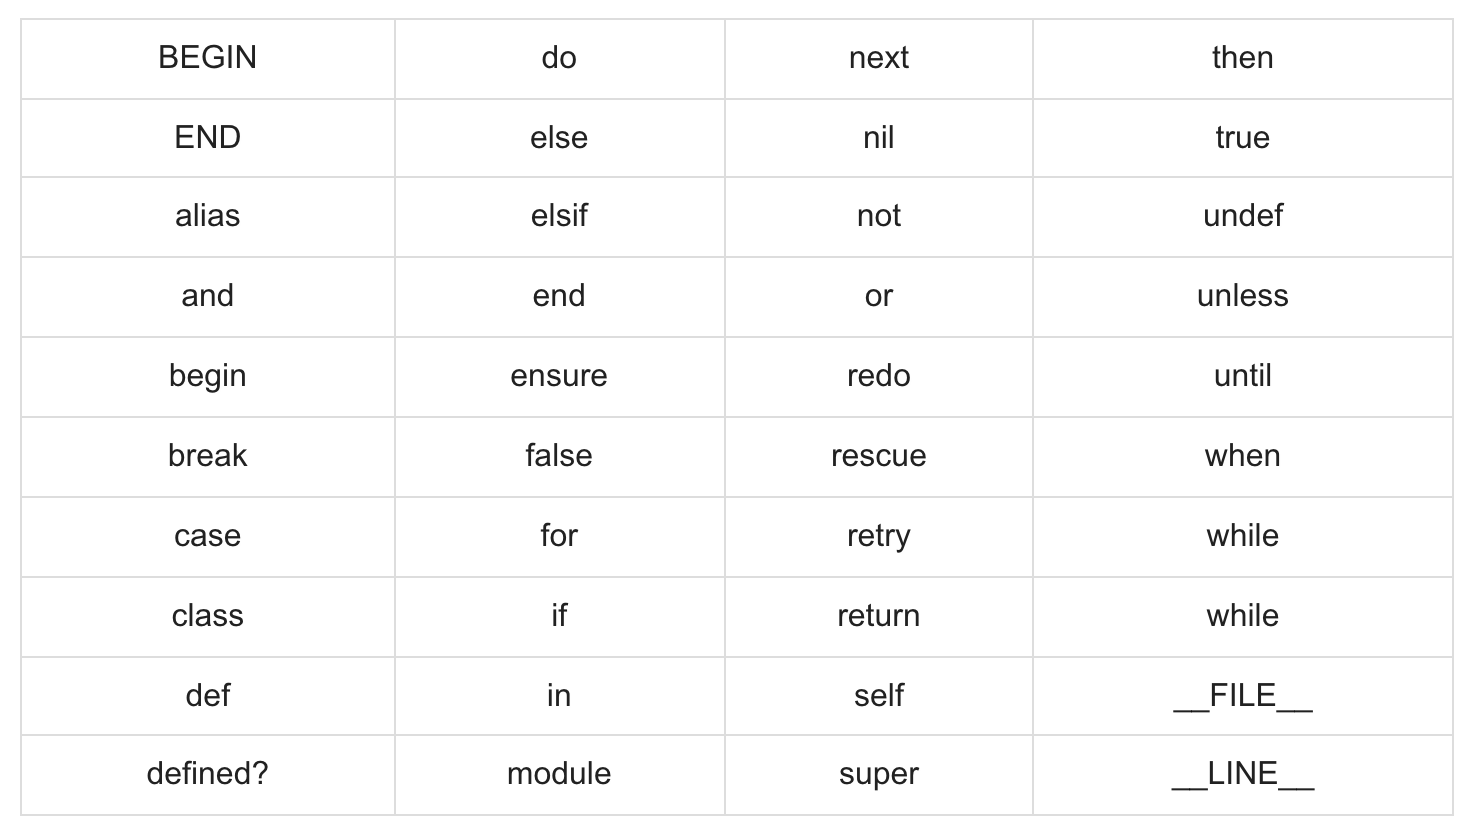 BEGIN do next then
END else nil true
alias elsif not undef
and end or unless
begin ensure redo until
break false rescue when
case for retry while
class if return while
def in self __FILE__
defined? module super __LINE__